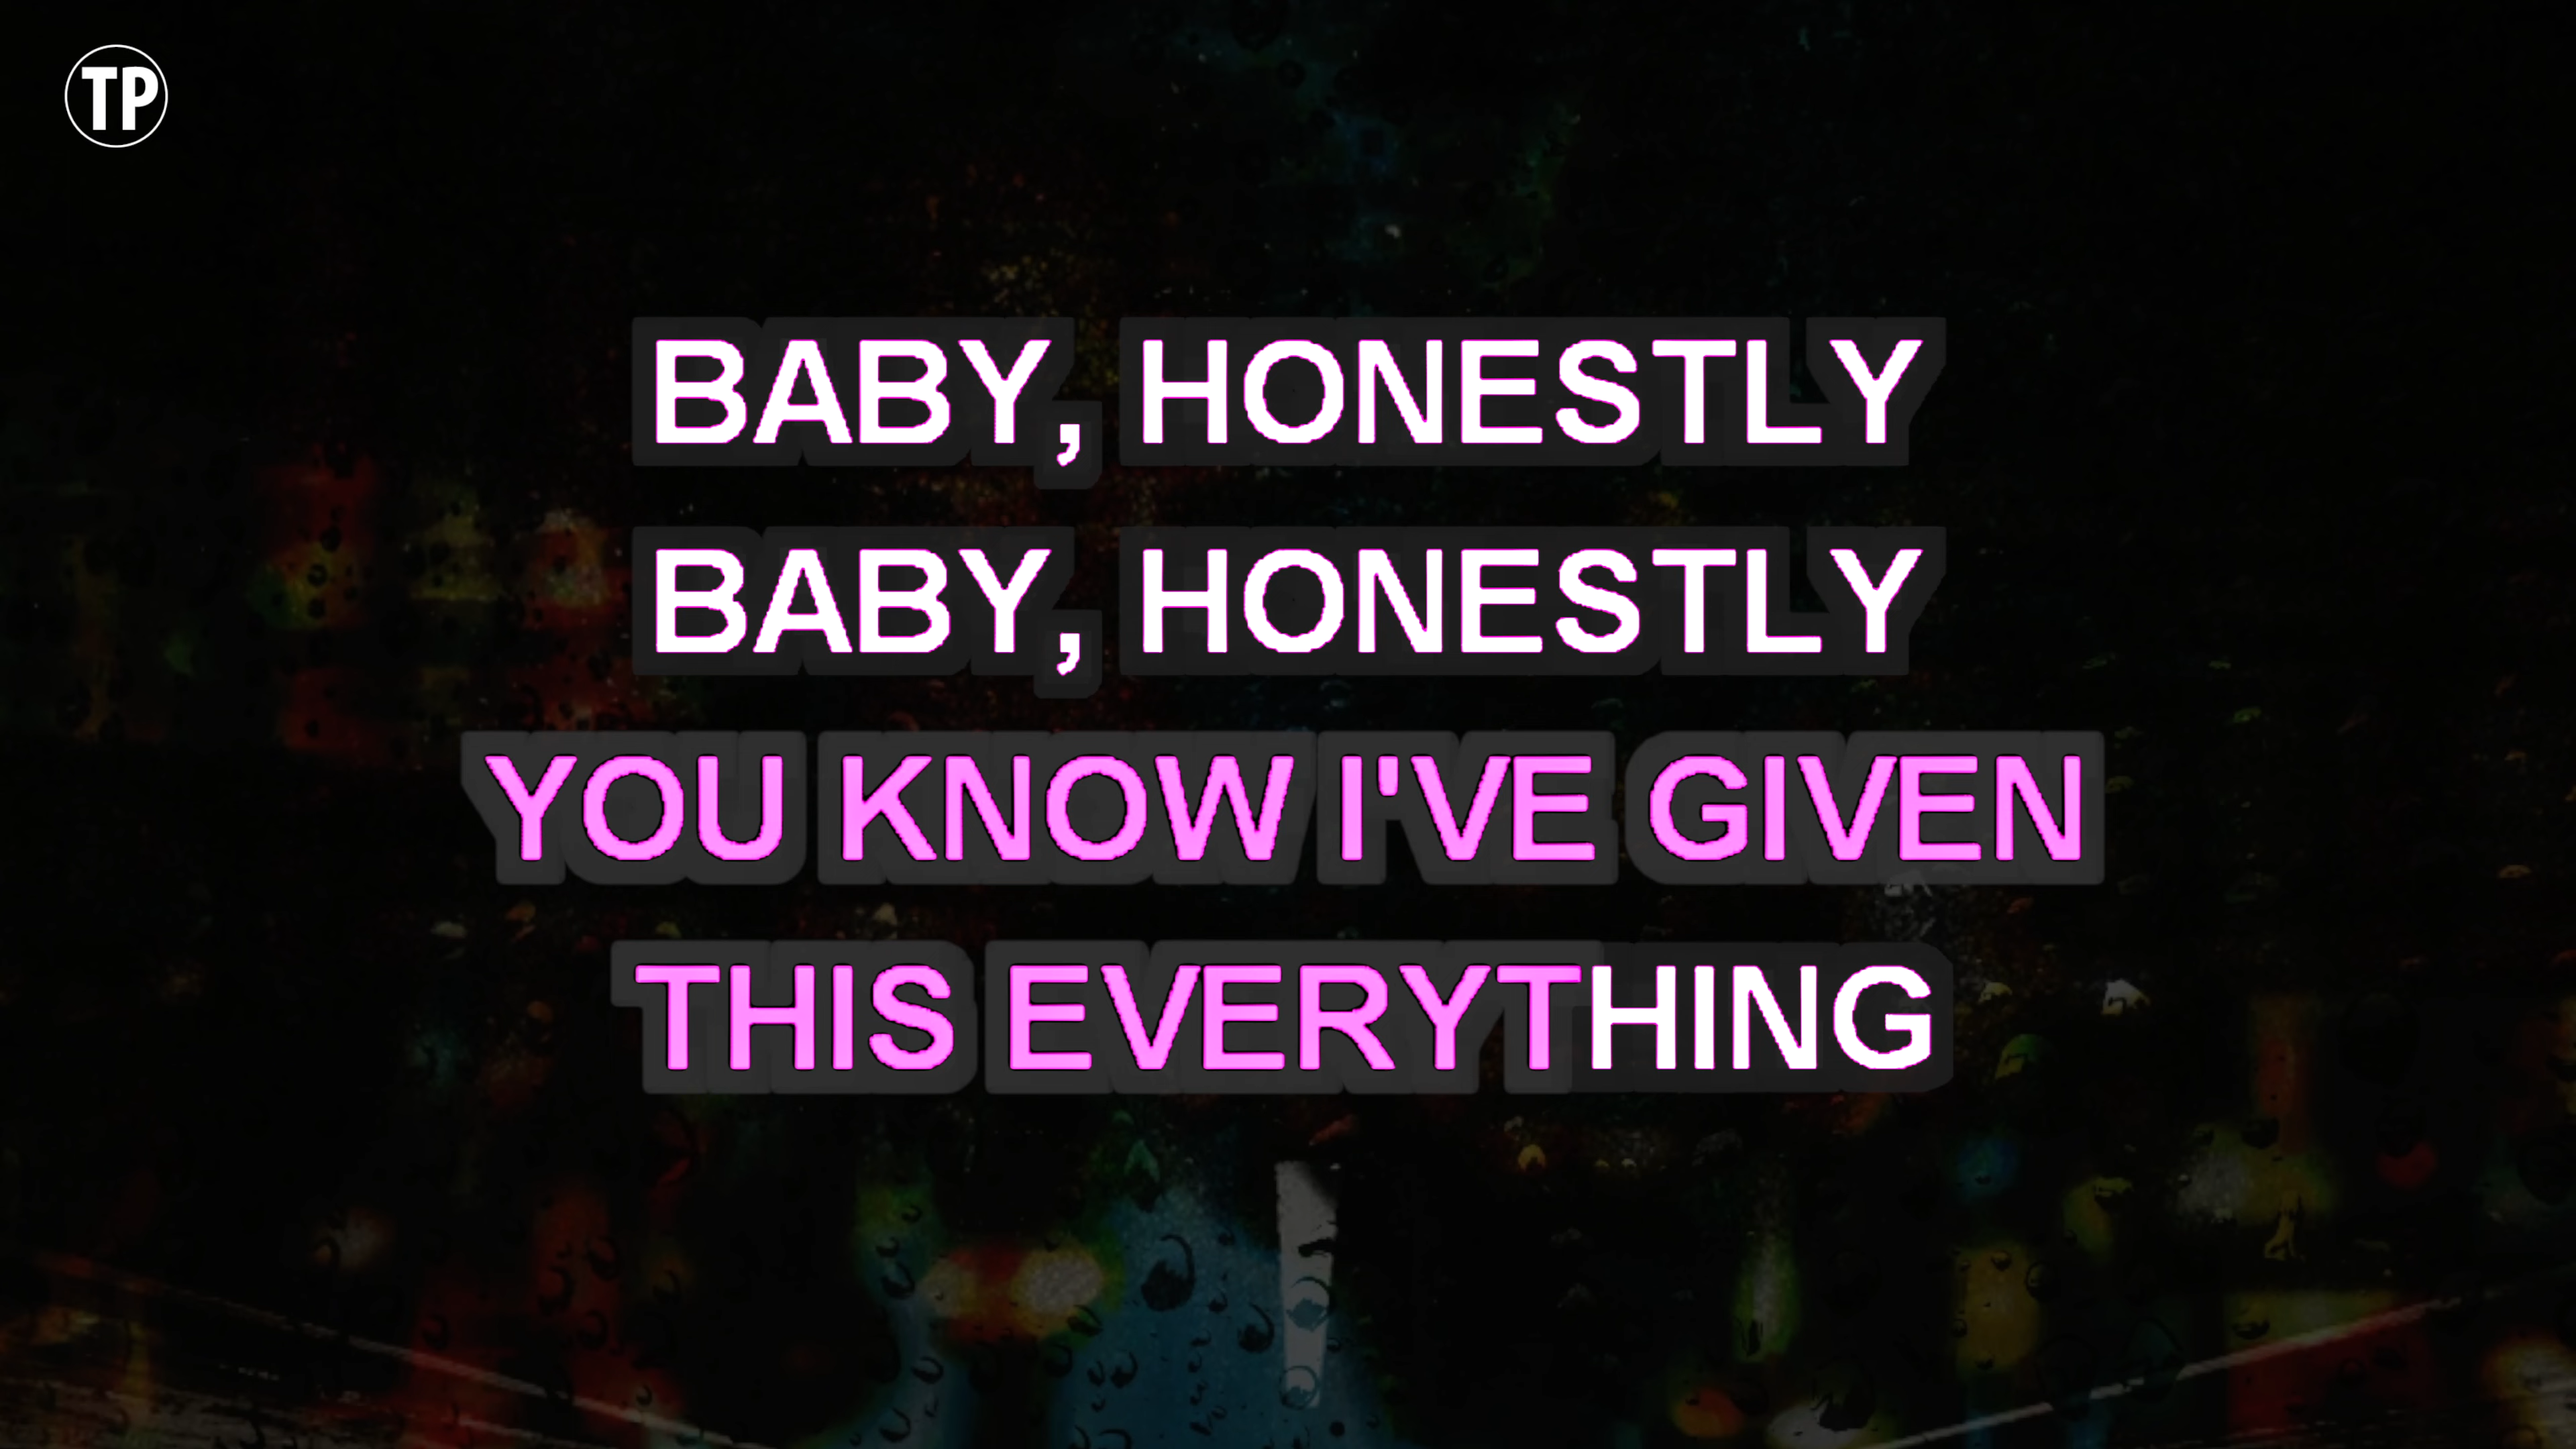 TP
BABY, HONESTLY
BABY, HONESTLY
YOU KNOW I'VE GIVEN
THIS EVERYTHING